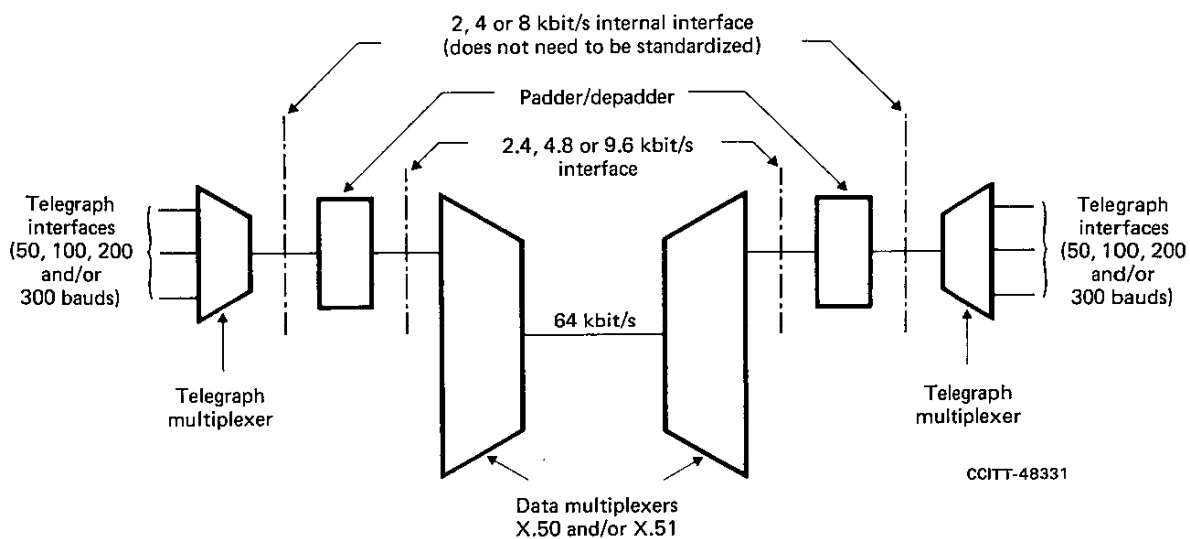 2, 4 or 8 kbit/s internal interface
(does not need to be standardized)
Padder/depadder
2.4, 4.8 or 9.6 kbit/s
interface
Telegraph
interfaces
(50, 100, 200
and/or
300 bauds)
Telegraph
interfaces
(50, 100, 200
and/or
300 bauds)
64 kbit/s
Telegraph
multiplexer
Telegraph
multiplexer
CCITT-48331
Data multiplexers
X.50 and/or X.51